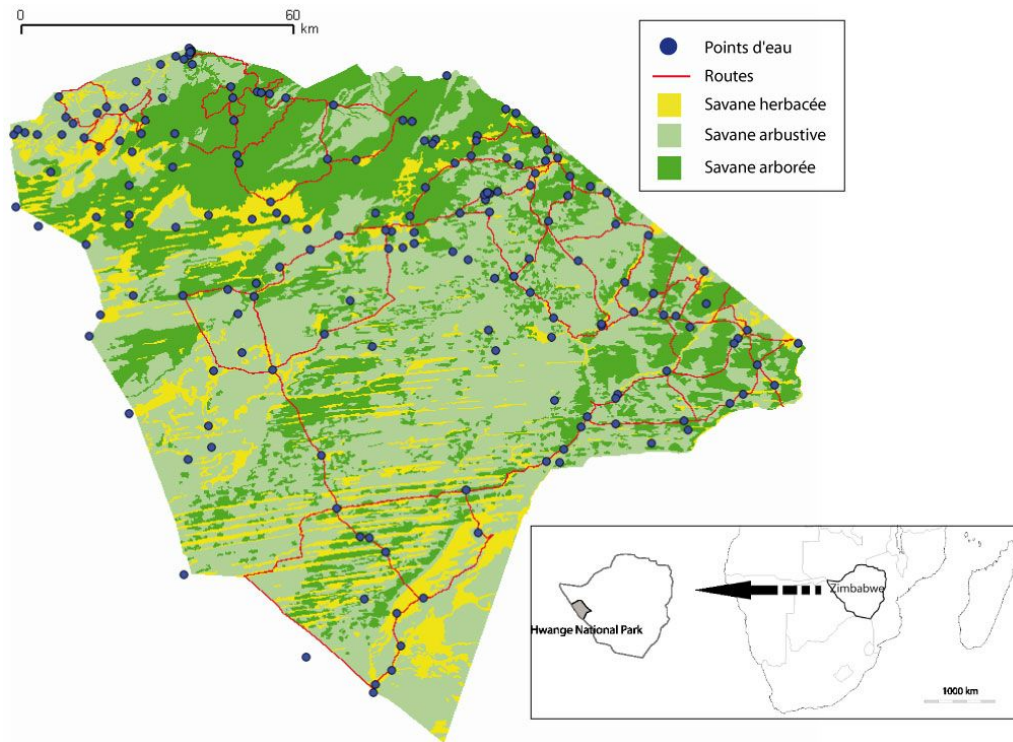 0
60
km
Points d'eau
Routes
Savane herbacée
Savane arbustive
Savane arborée
Zimbabwe
Hwange National Park
1000 km